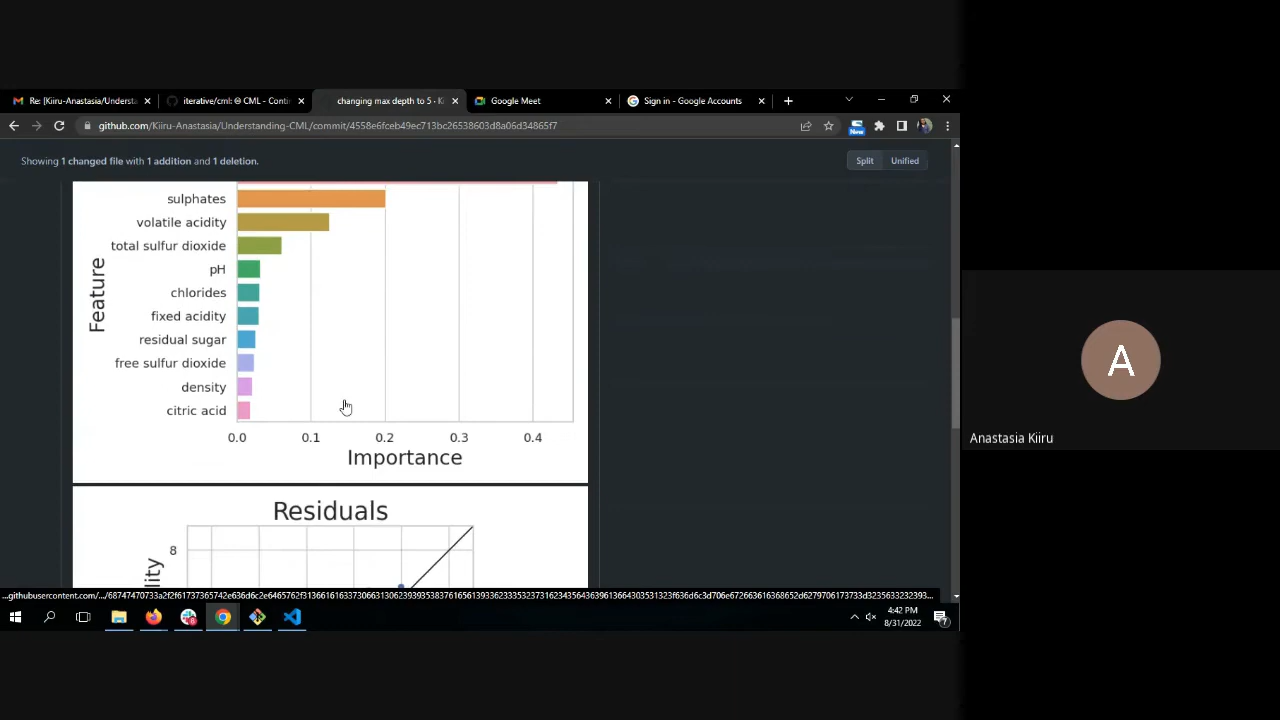 Re: [Kiiru-Anastasia/Understa
iterative/cml: ♾️ CML - Conti
changing max depth to 5 · K
Google Meet
Sign in - Google Accounts
github.com/Kiiru-Anastasia/Understanding-CML/commit/4558e6fceb49ec713bc26538603d8a06d34865f7
New
Showing 1 changed file with 1 addition and 1 deletion.
Split
Unified
sulphates
volatile acidity
total sulfur dioxide
pH
chlorides
fixed acidity
residual sugar
free sulfur dioxide
density
citric acid
Feature
0.0 0.1 0.2 0.3 0.4
Importance
Residuals
8
lity
4:42 PM
8/31/2022
7
A
Anastasia Kiiru